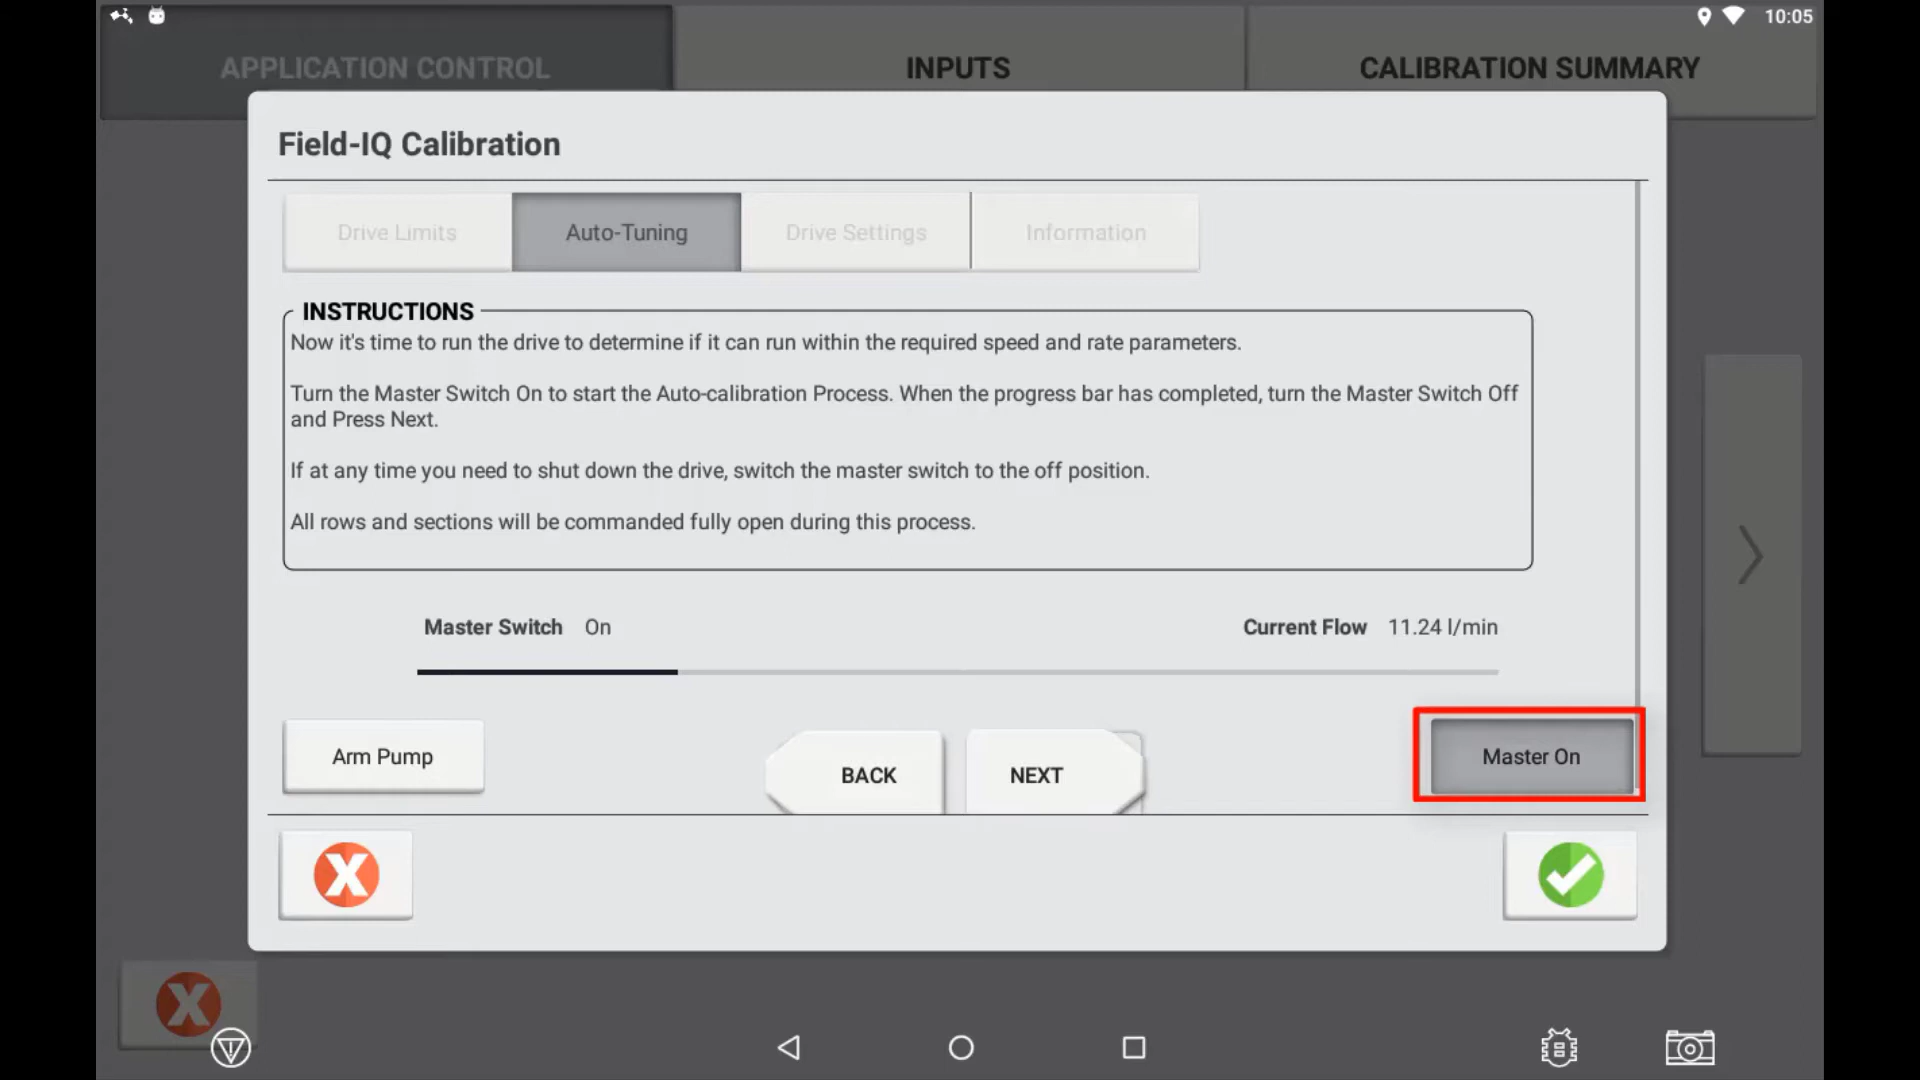 10:05
APPLICATION CONTROL
INPUTS
CALIBRATION SUMMARY
Field-IQ Calibration
Drive Limits
Auto-Tuning
Drive Settings
Information
INSTRUCTIONS
Now it's time to run the drive to determine if it can run within the required speed and rate parameters.
Turn the Master Switch On to start the Auto-calibration Process. When the progress bar has completed, turn the Master Switch Off
and Press Next.
If at any time you need to shut down the drive, switch the master switch to the off position.
All rows and sections will be commanded fully open during this process.
Master Switch On
Current Flow 11.24 l/min
Arm Pump
BACK
NEXT
Master On